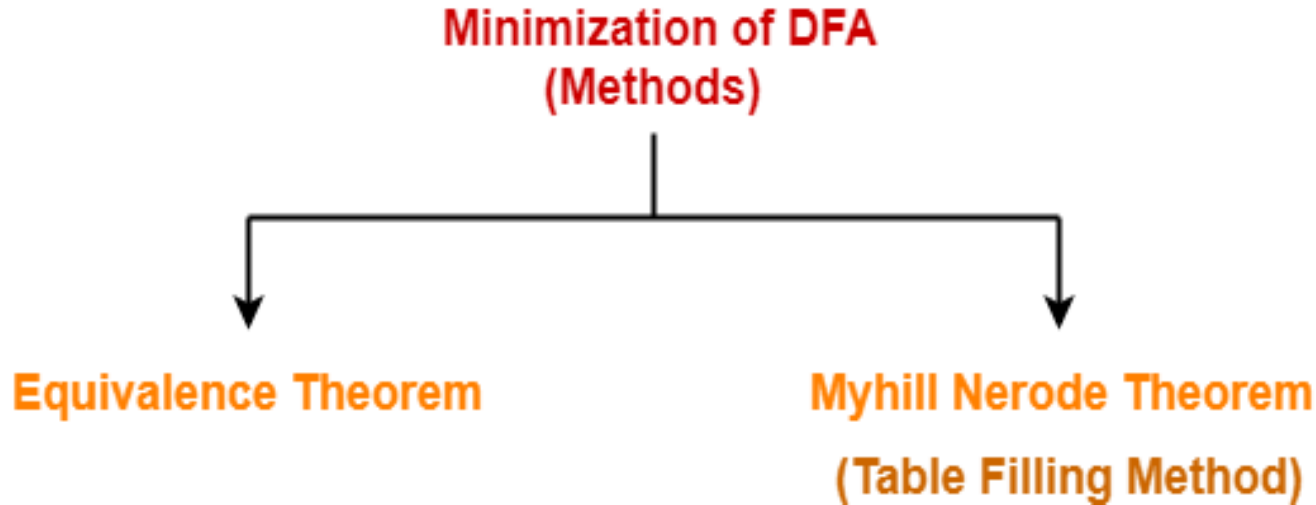 Minimization of DFA
(Methods)
Equivalence Theorem
Myhill Nerode Theorem
(Table Filling Method)